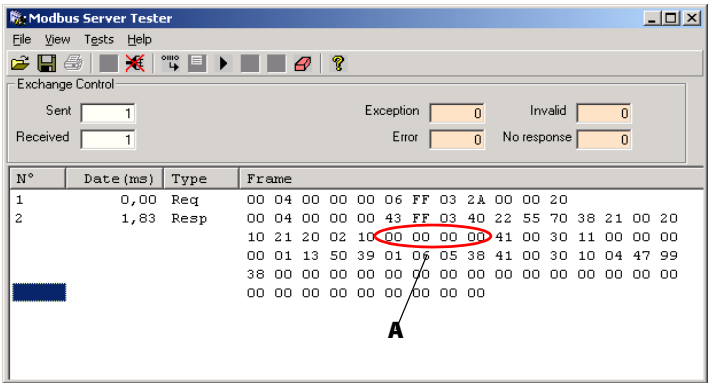 Modbus Server Tester
File View Tests Help
Exchange Control
Sent 1 Exception 0 Invalid 0
Received 1 Error 0 No response 0
N° Date(ms) Type Frame
1 0,00 Req 00 04 00 00 00 06 FF 03 2A 00 00 20
2 1,83 Resp 00 04 00 00 00 43 FF 03 40 22 55 70 38 21 00 20
10 21 20 02 10 00 00 00 00 41 00 30 11 00 00 00
00 01 13 50 39 01 06 05 38 41 00 30 10 04 47 99
38 00 00 00 00 00 00 00 00 00 00 00 00 00 00 00
00 00 00 00 00 00 00 00 00
A